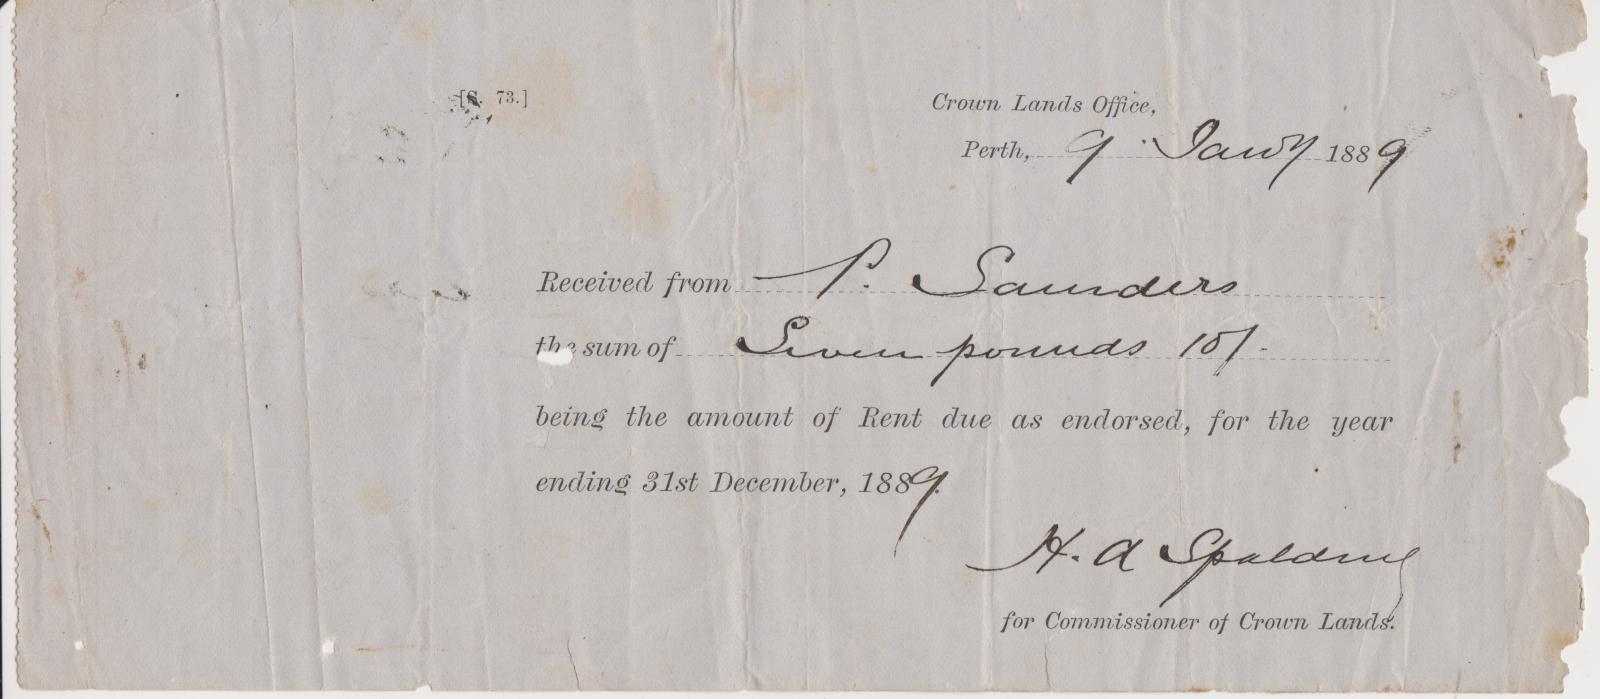 [S. 73.]
Crown Lands Office,
Perth, 9 Jany 1889
Received from P. Saunders
the sum of Seven pounds 10/-
being the amount of Rent due as endorsed, for the year
ending 31st December, 1889.
H. A Spalding
for Commissioner of Crown Lands.